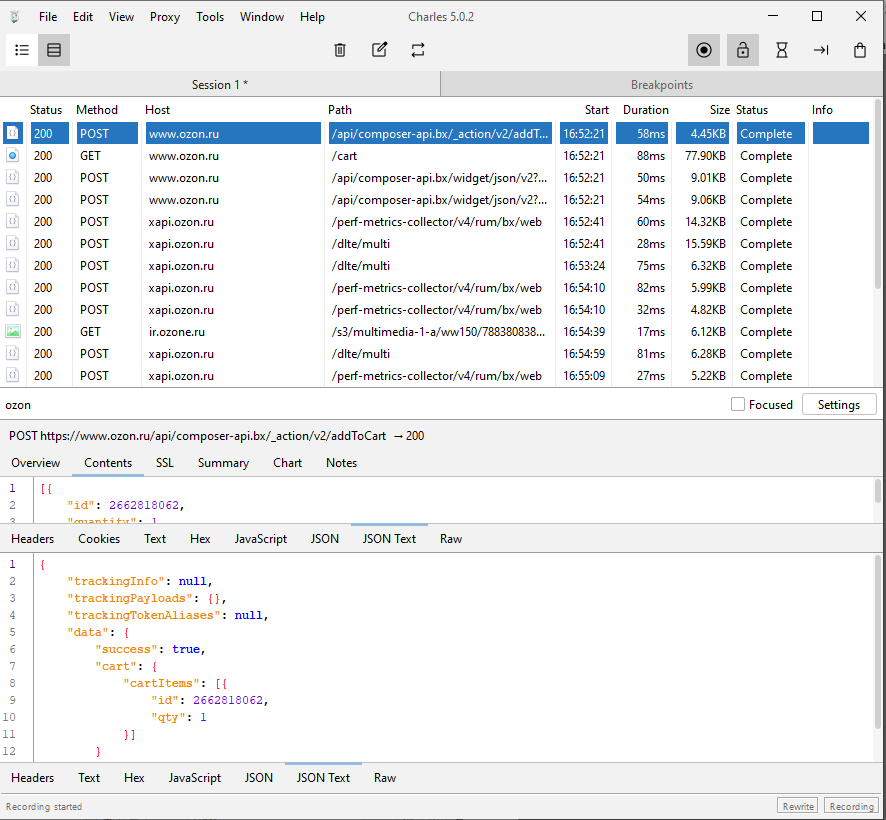 File Edit View Proxy Tools Window Help Charles 5.0.2
Session 1 * Breakpoints
Status Method Host Path Start Duration Size Status Info
200 POST www.ozon.ru /api/composer-api.bx/_action/v2/addT... 16:52:21 58ms 4.45KB Complete
200 GET www.ozon.ru /cart 16:52:21 88ms 77.90KB Complete
200 POST www.ozon.ru /api/composer-api.bx/widget/json/v2?... 16:52:21 50ms 9.01KB Complete
200 POST www.ozon.ru /api/composer-api.bx/widget/json/v2?... 16:52:21 54ms 9.06KB Complete
200 POST xapi.ozon.ru /perf-metrics-collector/v4/rum/bx/web 16:52:41 60ms 14.32KB Complete
200 POST xapi.ozon.ru /dlte/multi 16:52:41 28ms 15.59KB Complete
200 POST xapi.ozon.ru /dlte/multi 16:53:24 75ms 6.32KB Complete
200 POST xapi.ozon.ru /perf-metrics-collector/v4/rum/bx/web 16:54:10 82ms 5.99KB Complete
200 POST xapi.ozon.ru /perf-metrics-collector/v4/rum/bx/web 16:54:10 32ms 4.82KB Complete
200 GET ir.ozone.ru /s3/multimedia-1-a/ww150/788380838... 16:54:39 17ms 6.12KB Complete
200 POST xapi.ozon.ru /dlte/multi 16:54:59 81ms 6.28KB Complete
200 POST xapi.ozon.ru /perf-metrics-collector/v4/rum/bx/web 16:55:09 27ms 5.22KB Complete
ozon Focused Settings
POST https://www.ozon.ru/api/composer-api.bx/_action/v2/addToCart → 200
Overview Contents SSL Summary Chart Notes
1 [{
2 "id": 2662818062,
3 "quantity": 1
Headers Cookies Text Hex JavaScript JSON JSON Text Raw
1 {
2 "trackingInfo": null,
3 "trackingPayloads": {},
4 "trackingTokenAliases": null,
5 "data": {
6 "success": true,
7 "cart": {
8 "cartItems": [{
9 "id": 2662818062,
10 "qty": 1
11 }]
12 }
Headers Text Hex JavaScript JSON JSON Text Raw
Recording started Rewrite Recording